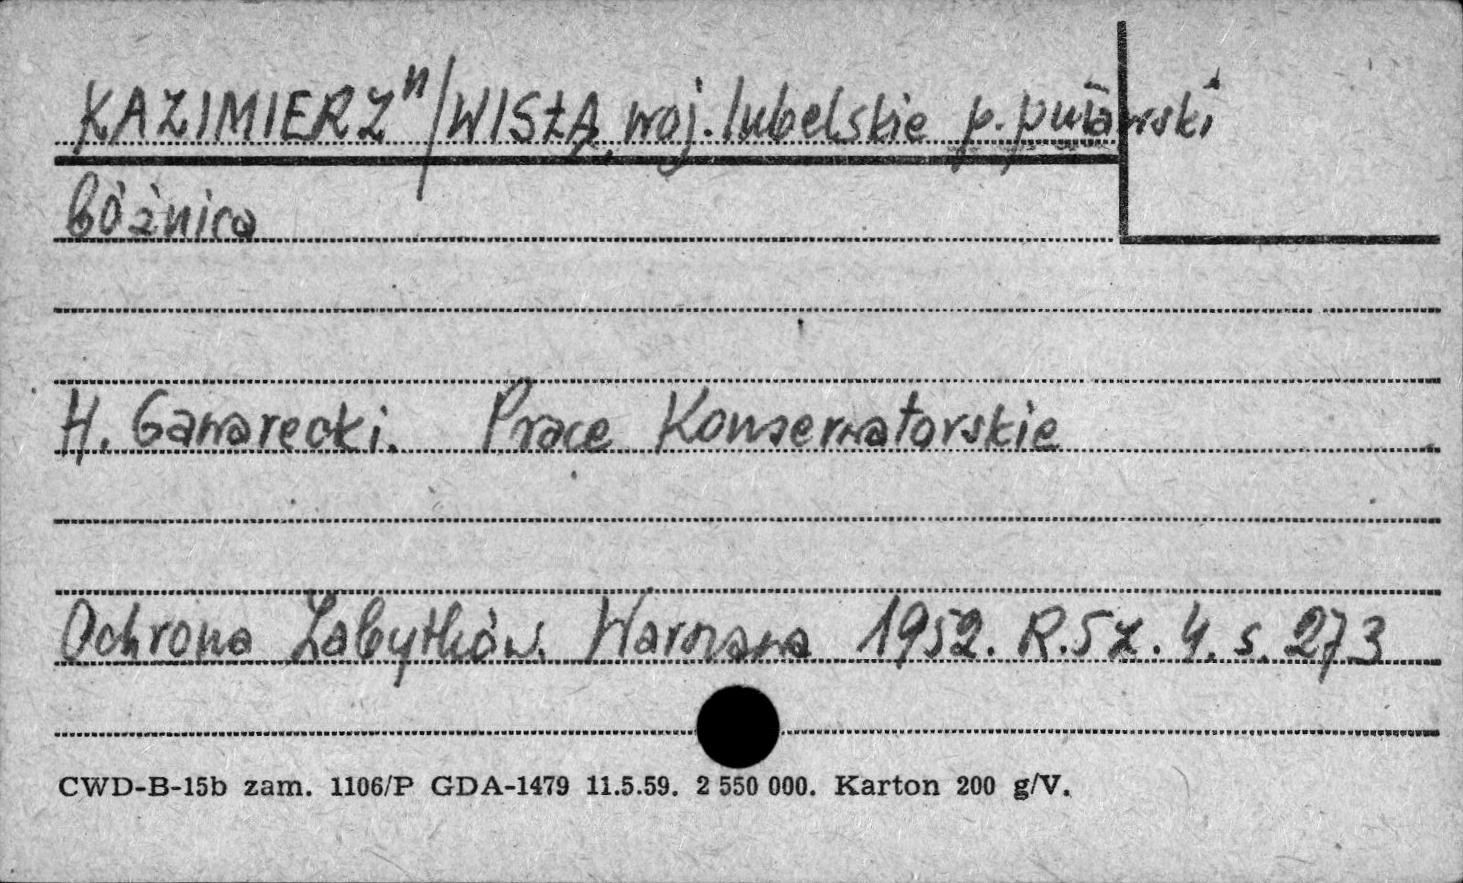 KAZIMIERZ n/WISŁĄ, woj. lubelskie p. puławski
bóżnica
H. Gawarecki. Prace Konserwatorskie
Ochrona Zabytków. Warszawa 1952. R.5 z. 4. s. 273
CWD-B-15b zam. 1106/P GDA-1479 11.5.59. 2 550 000. Karton 200 g/V.